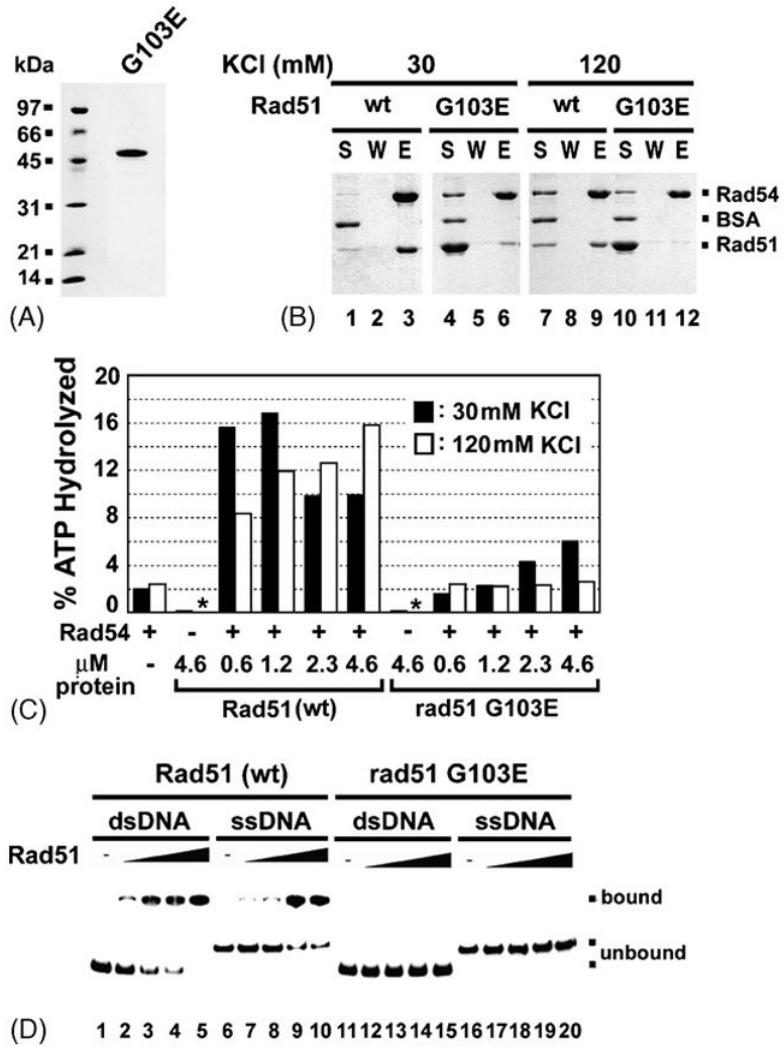 G103E
kDa
97
66
45
31
21
14
(A)
KCl (mM) 30 120
Rad51 wt G103E wt G103E
S W E S W E S W E S W E
Rad54
BSA
Rad51
(B) 1 2 3 4 5 6 7 8 9 10 11 12
% ATP Hydrolyzed
20
16
12
8
4
0
: 30mM KCl
: 120mM KCl
* *
Rad54 + - + + + + - + + + +
μM protein - 4.6 0.6 1.2 2.3 4.6 4.6 0.6 1.2 2.3 4.6
Rad51 (wt) rad51 G103E
(C)
Rad51 (wt) rad51 G103E
dsDNA ssDNA dsDNA ssDNA
Rad51 - - - -
bound
unbound
(D) 1 2 3 4 5 6 7 8 9 10 11 12 13 14 15 16 17 18 19 20